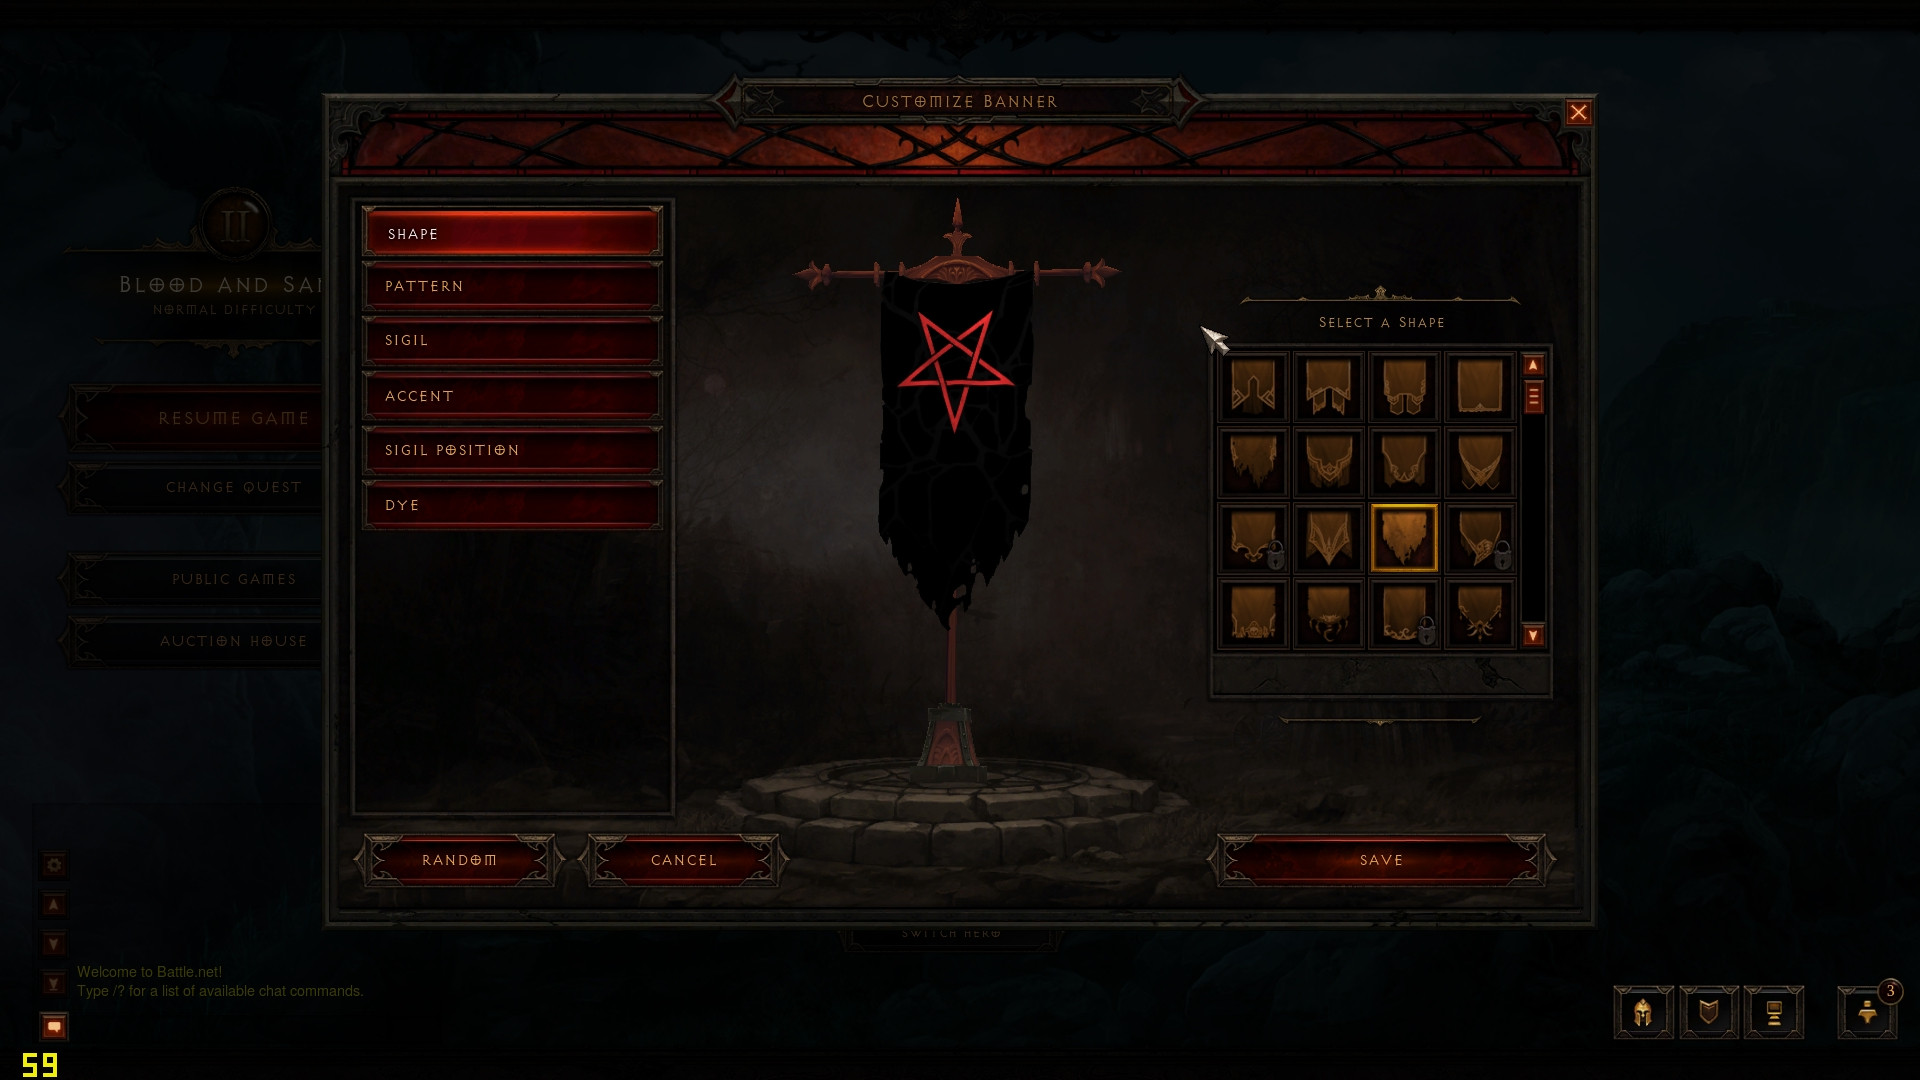 CUSTOMIZE BANNER
II
BLOOD AND SAN
NORMAL DIFFICULTY
RESUME GAME
CHANGE QUEST
PUBLIC GAMES
AUCTION HOUSE
SHAPE
PATTERN
SIGIL
ACCENT
SIGIL POSITION
DYE
SELECT A SHAPE
RANDOM
CANCEL
SAVE
SWITCH HERO
Welcome to Battle.net!
Type /? for a list of available chat commands.
3
59